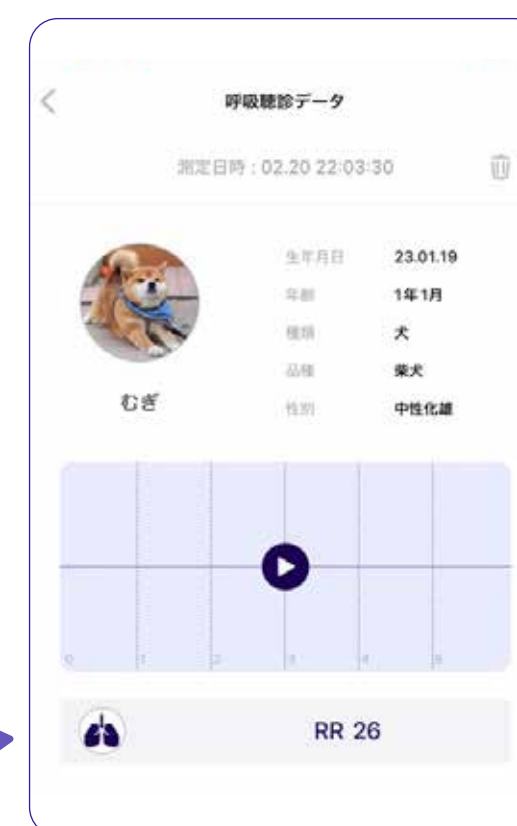 呼吸聴診データ
測定日時 : 02.20 22:03:30
生年月日 23.01.19
年齢 1年1月
種類 犬
品種 柴犬
むぎ
性別 中性化雄
0 1 2 3 4 5
RR 26